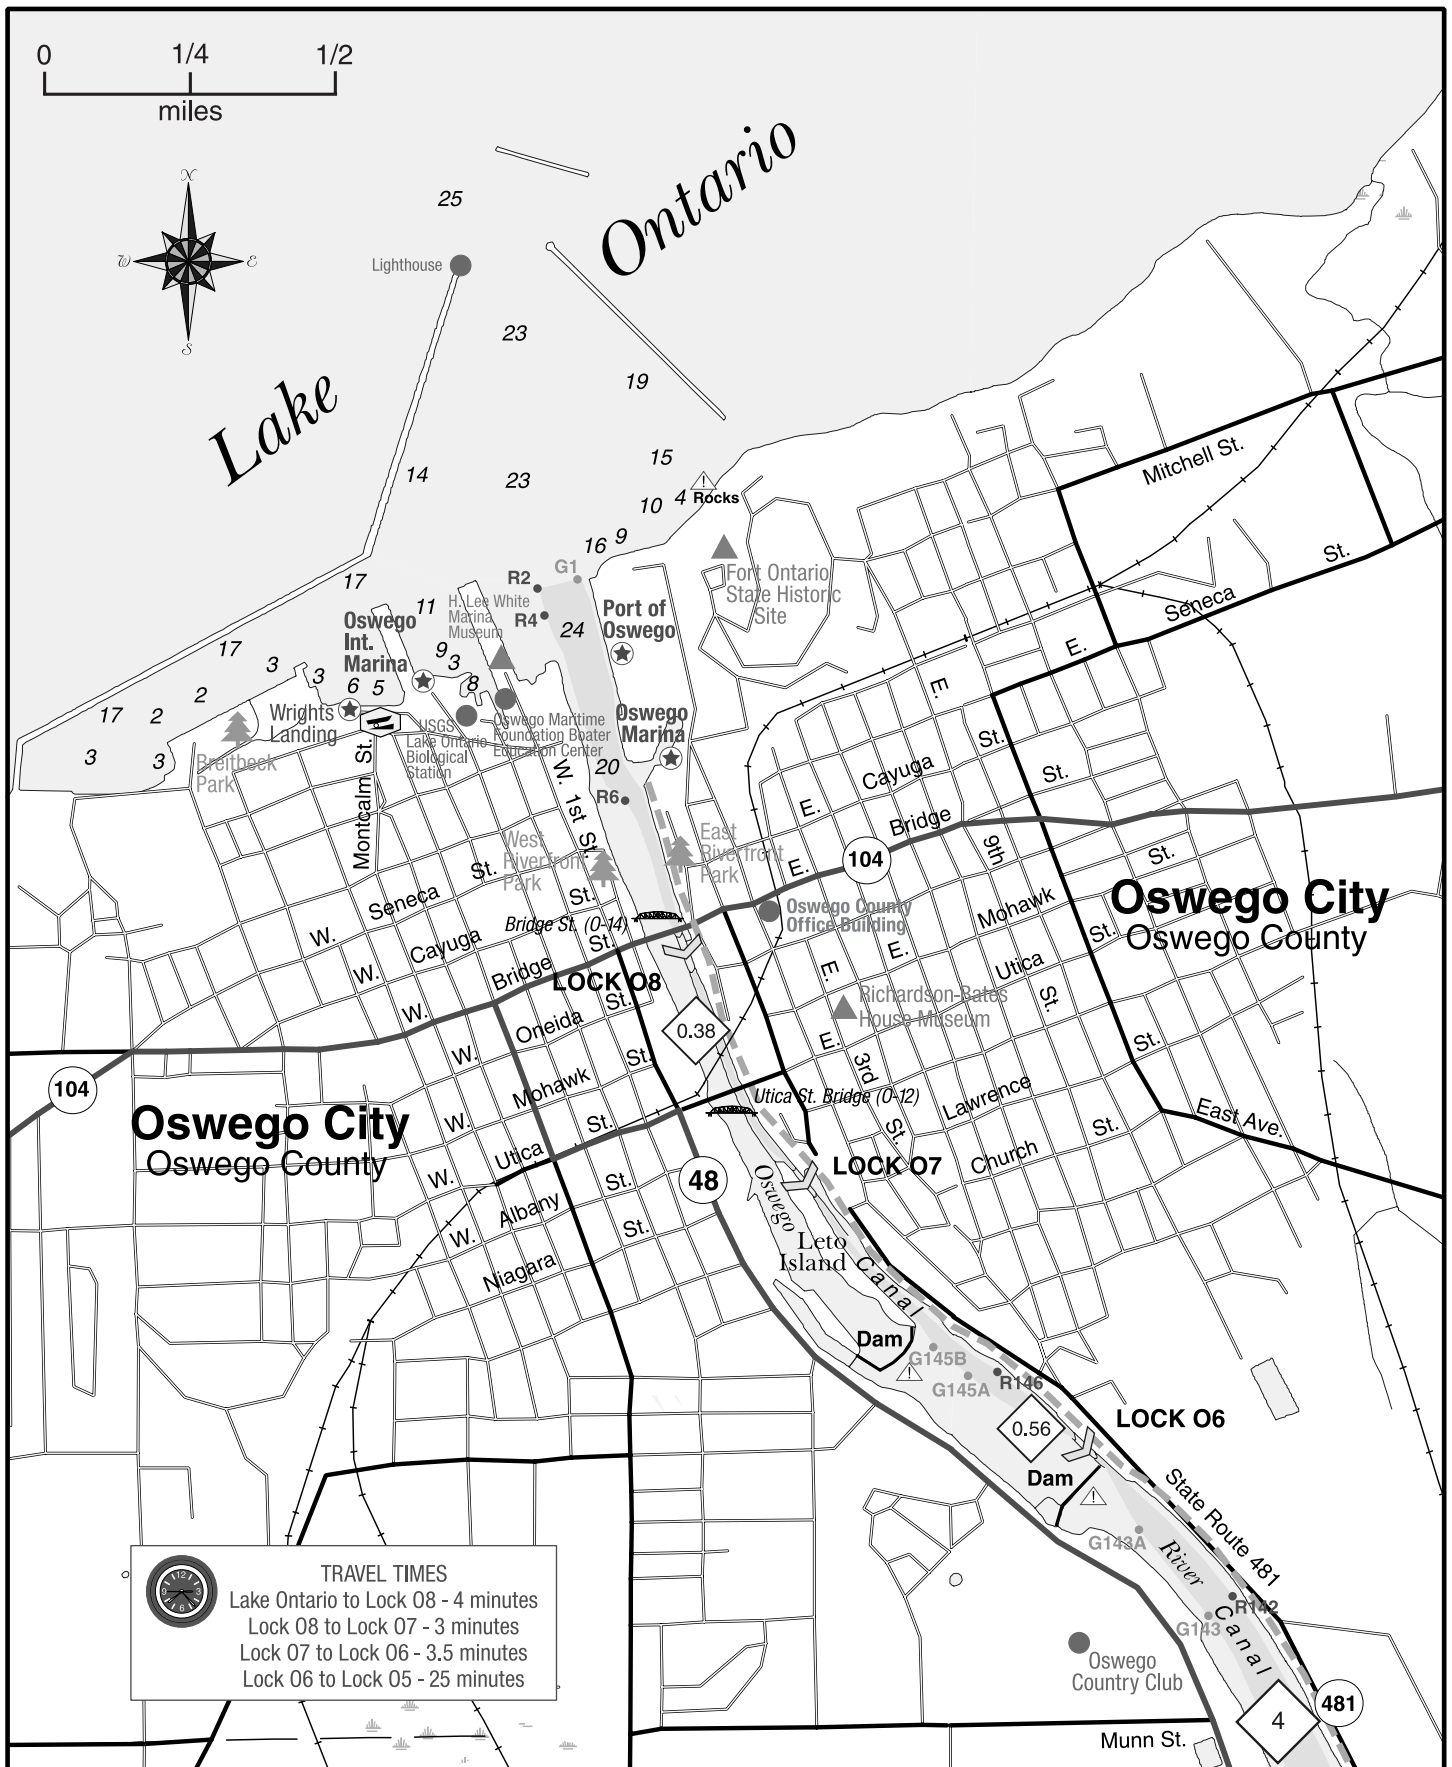 0 1/4 1/2
miles
N
W E
S
Lake
Ontario
25
Lighthouse
23
19
14
23
15
10
4
Rocks
16
9
17
G1
R2
R4
11
H. Lee White
Marina
Museum
24
Port of
Oswego
Fort Ontario
State Historic
Site
Oswego
Int.
Marina
17
3
3
9
3
8
6
5
2
17
2
3
3
Wrights
Landing
Breitbeck
Park
USGS
Lake Ontario
Biological
Station
Oswego Maritime
Foundation Boater
Education Center
Oswego
Marina
20
R6
Mitchell St.
E. Seneca St.
E. Cayuga St.
E. Bridge St.
104
E. Mohawk St.
E. Utica St.
E.
Lawrence
St.
Church
St.
E. 9th St.
E. 3rd St.
East Ave.
Montcalm St.
W. 1st St.
West
Riverfront
Park
East
Riverfront
Park
W. Seneca St.
W. Cayuga St.
W. Bridge St.
W. Oneida St.
W. Mohawk St.
W. Utica St.
W. Albany St.
W. Niagara St.
Bridge St. (O-14)
LOCK O8
0.38
Oswego County
Office Building
Richardson-Bates
House Museum
Oswego City
Oswego County
104
Oswego City
Oswego County
Utica St. Bridge (O-12)
48
LOCK O7
Oswego
Leto
Island
Canal
Dam
G145B
G145A
R146
0.56
LOCK O6
Dam
State Route 481
G143A
River
R142
G143
Canal
Oswego
Country Club
481
4
Munn St.
12
9 3
6
TRAVEL TIMES
Lake Ontario to Lock O8 - 4 minutes
Lock O8 to Lock O7 - 3 minutes
Lock O7 to Lock O6 - 3.5 minutes
Lock O6 to Lock O5 - 25 minutes